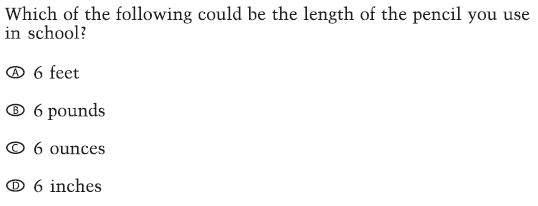 Which of the following could be the length of the pencil you use
in school?
Ⓐ 6 feet
Ⓑ 6 pounds
Ⓒ 6 ounces
Ⓓ 6 inches